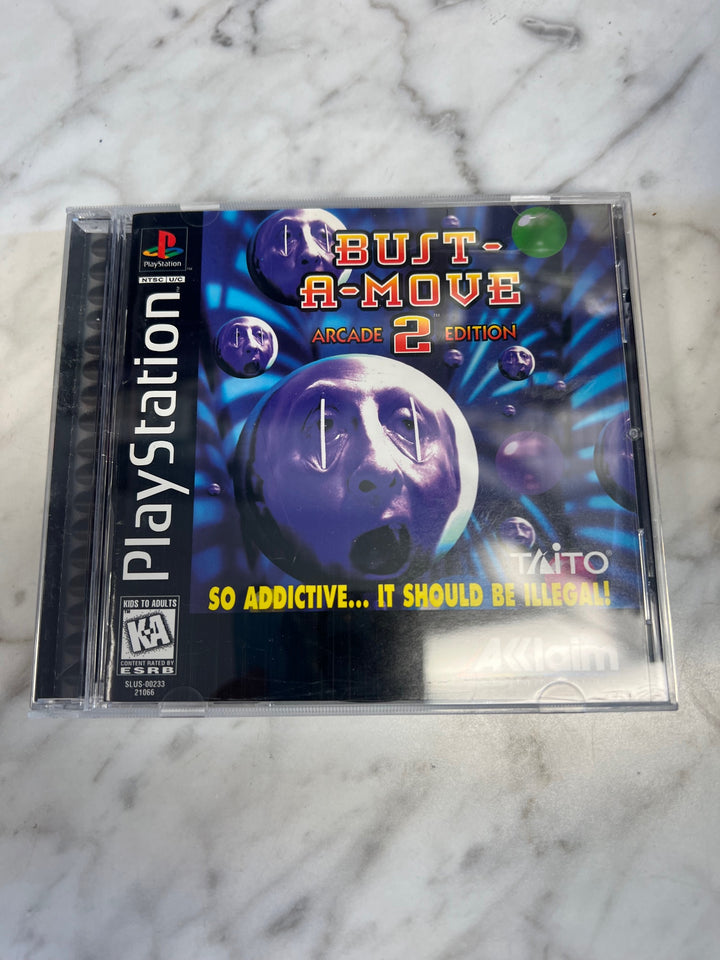 PlayStation
NTSC U/C
PlayStation
BUST-
A-MOVE
ARCADE 2 EDITION
TAITO
SO ADDICTIVE... IT SHOULD BE ILLEGAL!
AKKlaim
KIDS TO ADULTS
K-A
CONTENT RATED BY
ESRB
SLUS-00233
21066